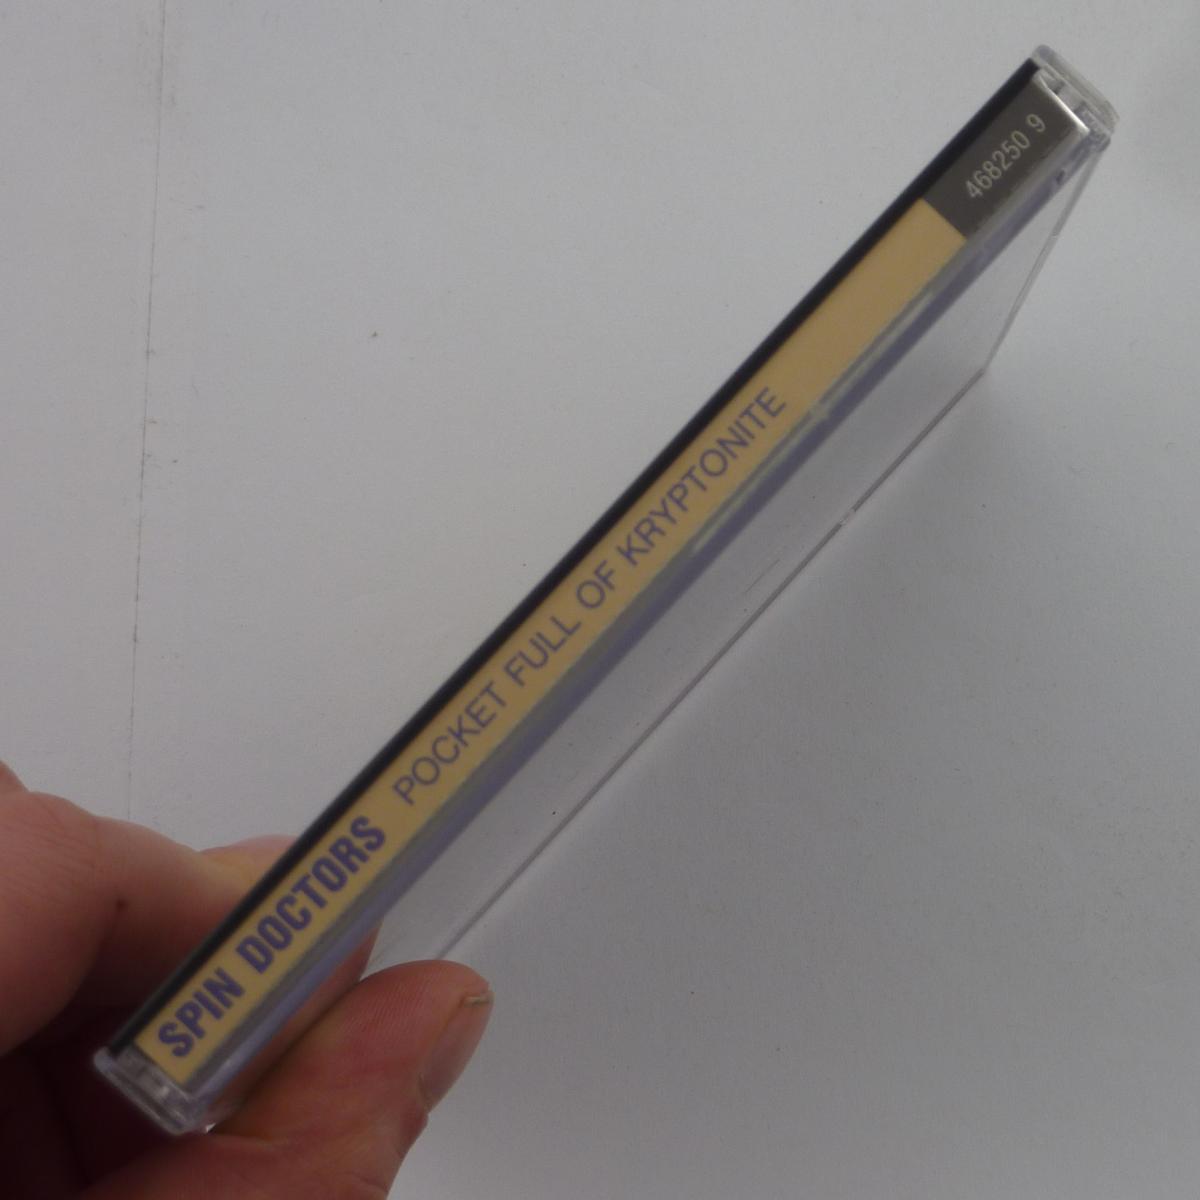 SPIN DOCTORS POCKET FULL OF KRYPTONITE 468250 9